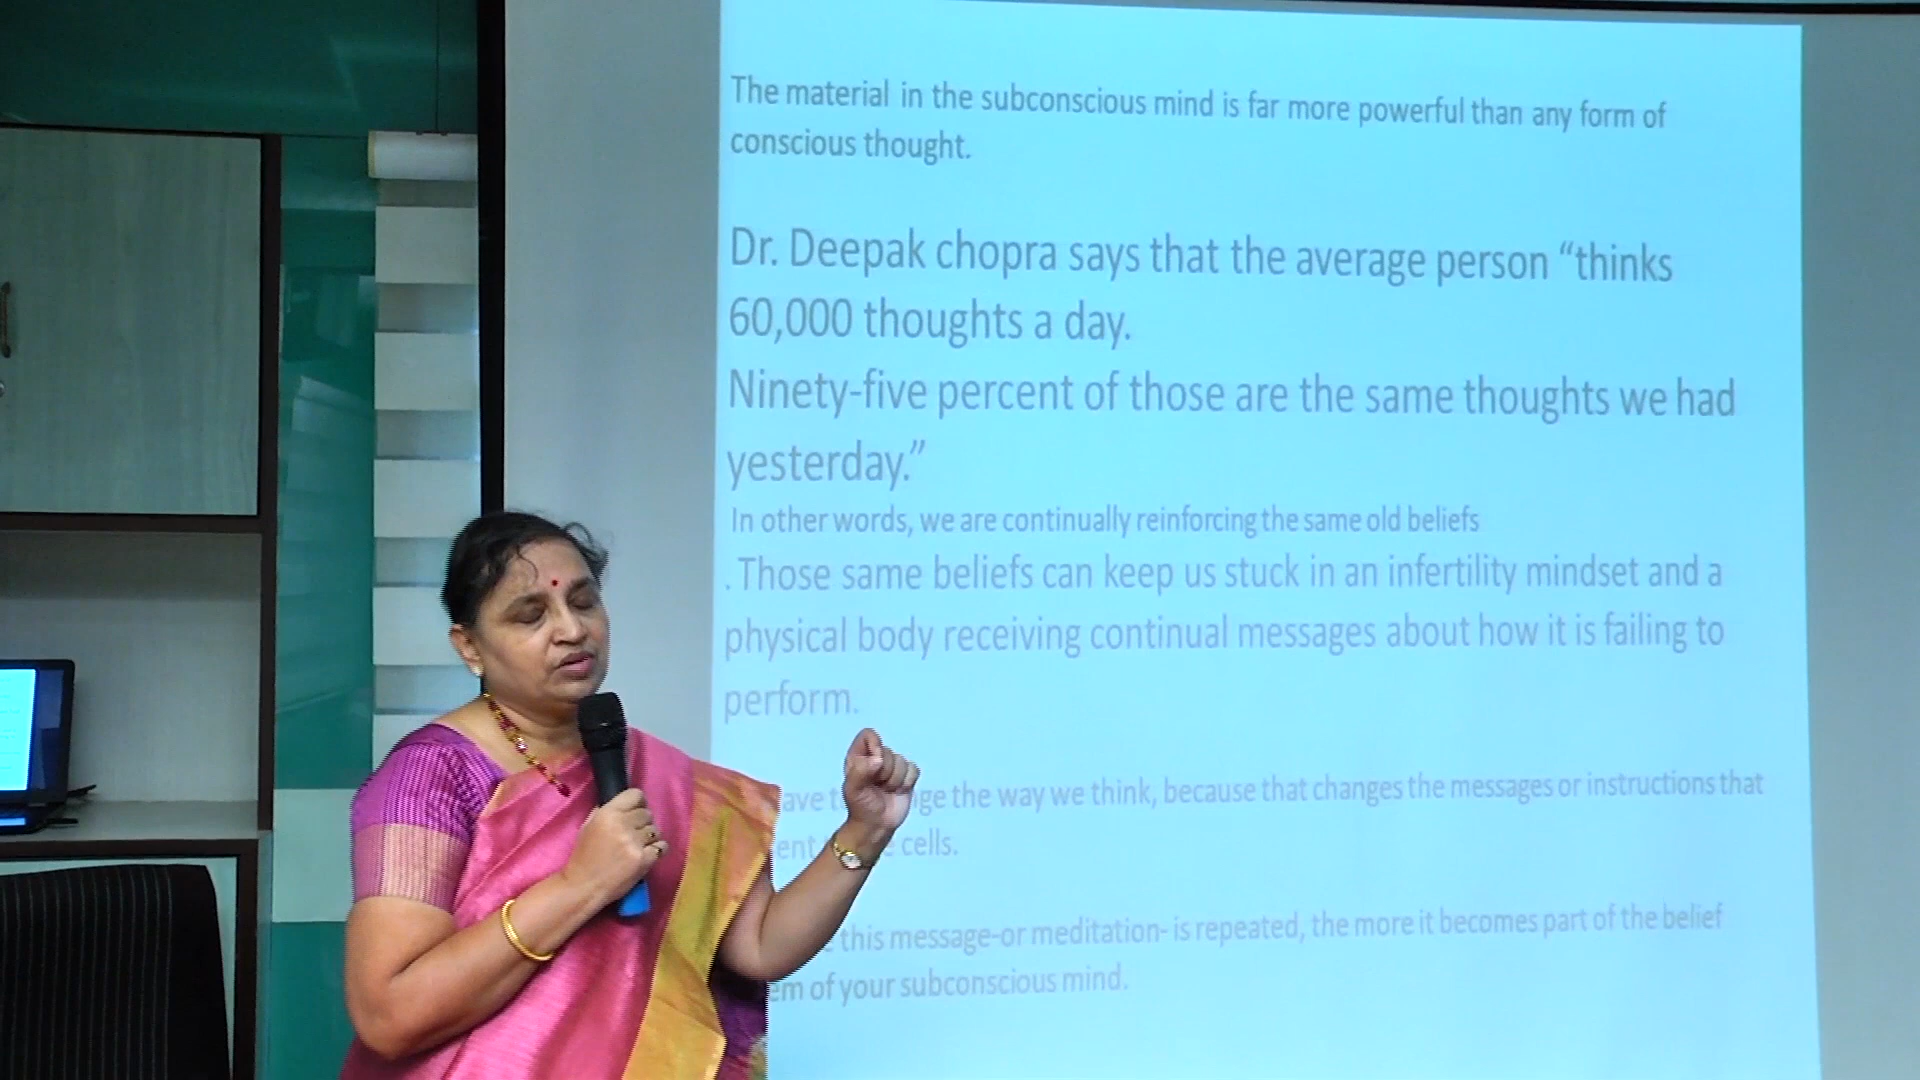 The material in the subconscious mind is far more powerful than any form of
conscious thought.
Dr. Deepak chopra says that the average person “thinks
60,000 thoughts a day.
Ninety-five percent of those are the same thoughts we had
yesterday.”
In other words, we are continually reinforcing the same old beliefs
. Those same beliefs can keep us stuck in an infertility mindset and a
physical body receiving continual messages about how it is failing to
perform.
the way we think, because that changes the messages or instructions that
cells.
this message-or meditation- is repeated, the more it becomes part of the belief
of your subconscious mind.